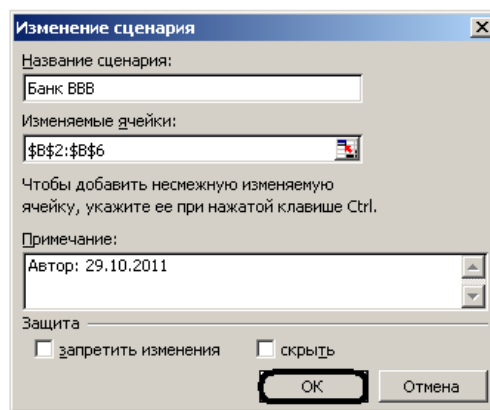 Изменение сценария
Название сценария:
Банк ВВВ
Изменяемые ячейки:
$B$2:$B$6
Чтобы добавить несмежную изменяемую
ячейку, укажите ее при нажатой клавише Ctrl.
Примечание:
Автор: 29.10.2011
Защита
запретить изменения скрыть
ОК Отмена